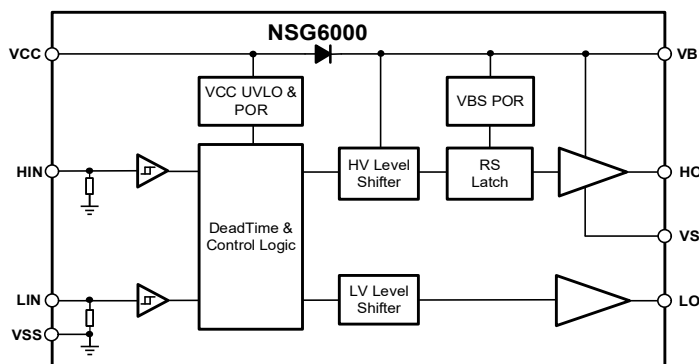 NSG6000
VCC
VB
VCC UVLO &
POR
VBS POR
HIN
HV Level
Shifter
RS
Latch
HO
DeadTime &
Control Logic
VS
LIN
LV Level
Shifter
LO
VSS